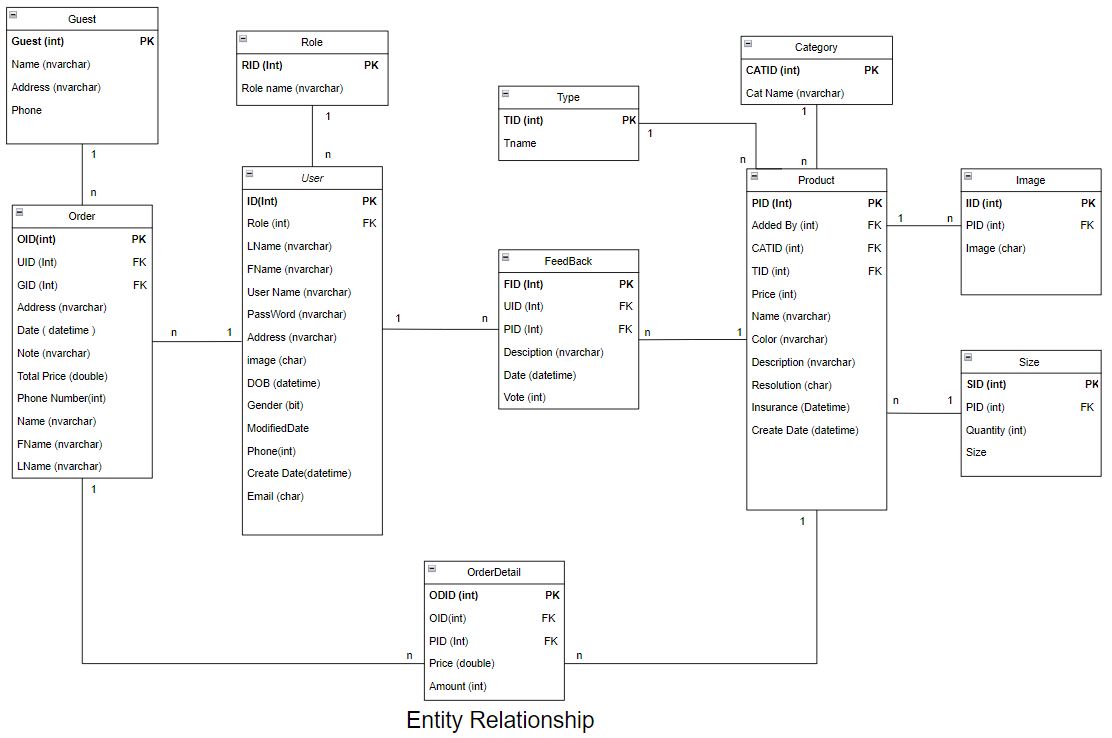 Guest
Guest (int) PK
Name (nvarchar)
Address (nvarchar)
Phone
1
n
Role
RID (Int) PK
Role name (nvarchar)
1
n
Type
TID (int) PK
Tname
1
n
Category
CATID (int) PK
Cat Name (nvarchar)
1
n
Order
OID(int) PK
UID (Int) FK
GID (Int) FK
Address (nvarchar)
Date ( datetime )
Note (nvarchar)
Total Price (double)
Phone Number(int)
Name (nvarchar)
FName (nvarchar)
LName (nvarchar)
n 1
1
User
ID(Int) PK
Role (int) FK
LName (nvarchar)
FName (nvarchar)
User Name (nvarchar)
PassWord (nvarchar)
Address (nvarchar)
image (char)
DOB (datetime)
Gender (bit)
ModifiedDate
Phone(int)
Create Date(datetime)
Email (char)
1 n
FeedBack
FID (Int) PK
UID (Int) FK
PID (Int) FK
Desciption (nvarchar)
Date (datetime)
Vote (int)
n 1
Product
PID (Int) PK
Added By (int) FK
CATID (int) FK
TID (int) FK
Price (int)
Name (nvarchar)
Color (nvarchar)
Description (nvarchar)
Resolution (char)
Insurance (Datetime)
Create Date (datetime)
1 n
n 1
1
Image
IID (int) PK
PID (int) FK
Image (char)
Size
SID (int) PK
PID (int) FK
Quantity (int)
Size
OrderDetail
ODID (int) PK
OID(int) FK
PID (Int) FK
Price (double)
Amount (int)
n n
Entity Relationship